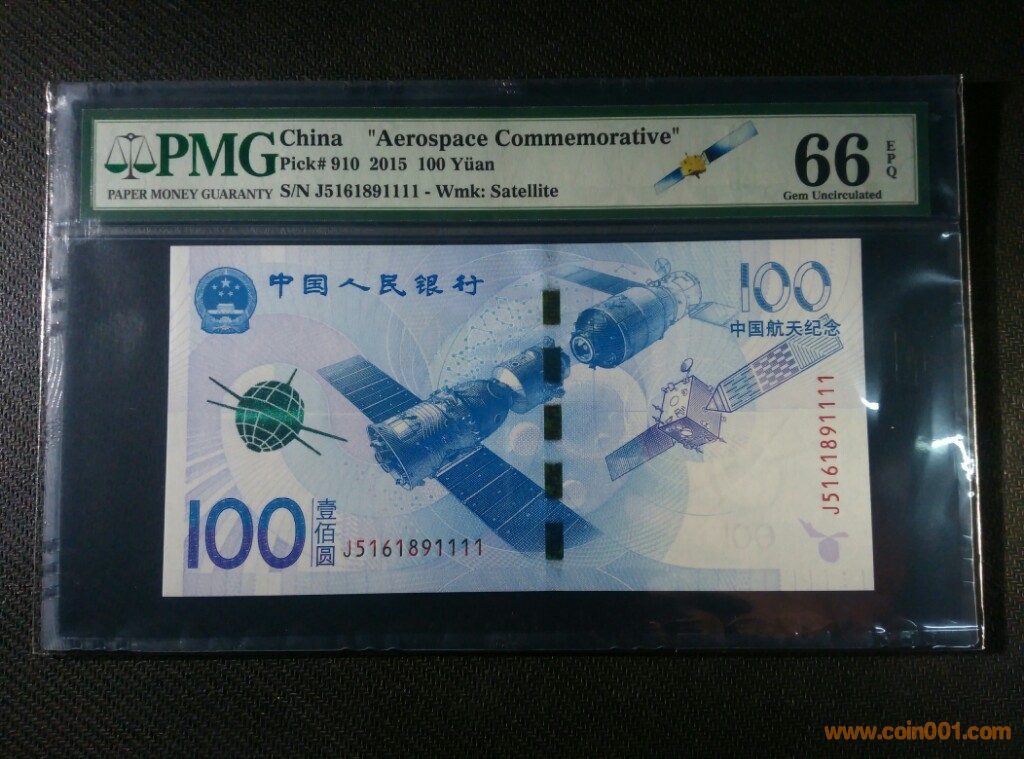 PMG
PAPER MONEY GUARANTY
China "Aerospace Commemorative"
Pick# 910 2015 100 Yüan
S/N J5161891111 - Wmk: Satellite
66
EPQ
Gem Uncirculated
中国人民银行
100
中国航天纪念
J5161891111
100
壹佰圆
J5161891111
www.coin001.com